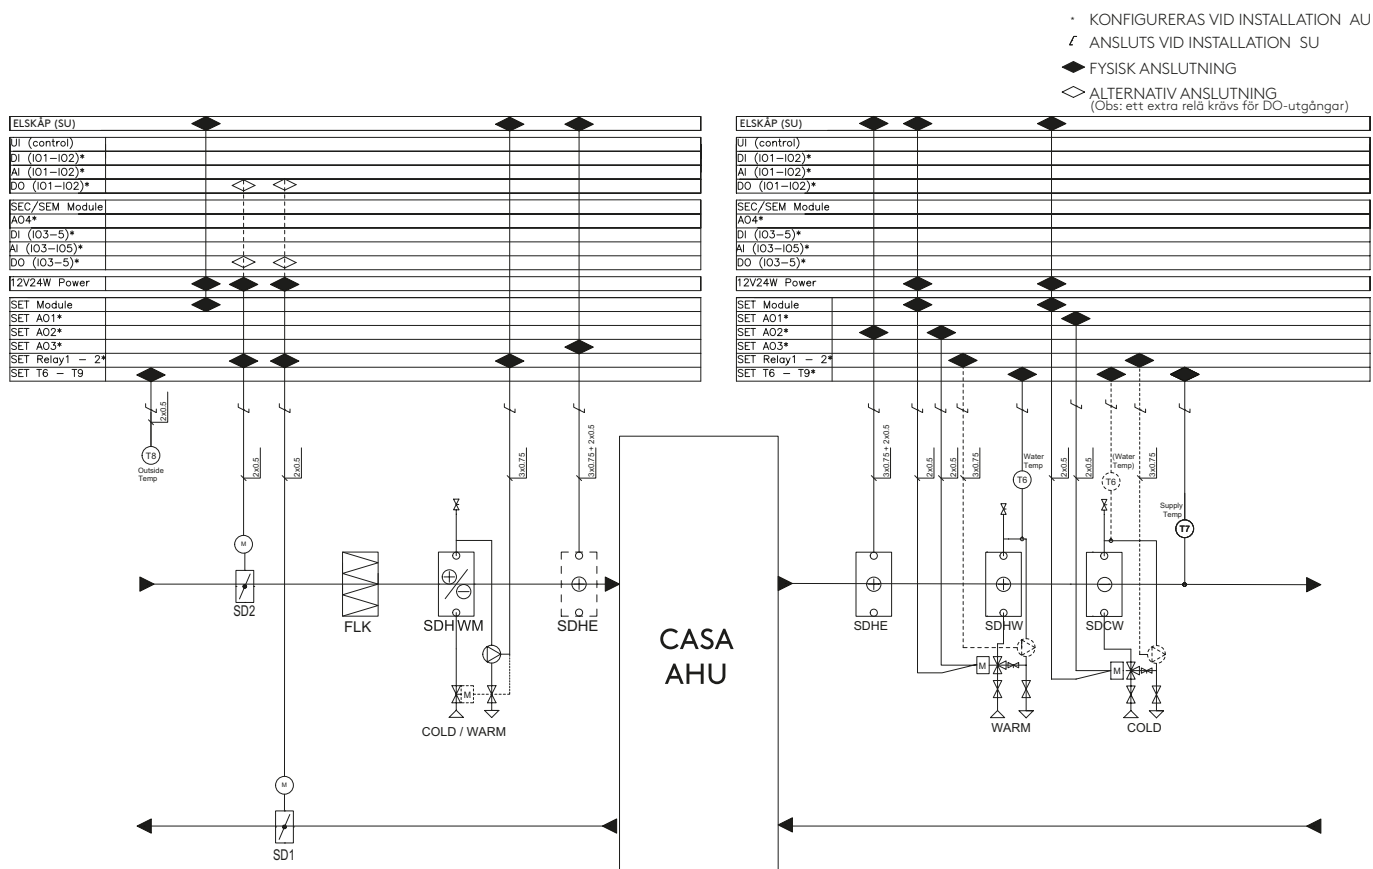 * KONFIGURERAS VID INSTALLATION AU
ANSLUTS VID INSTALLATION SU
FYSISK ANSLUTNING
ALTERNATIV ANSLUTNING
(Obs: ett extra relä krävs för DO-utgångar)
ELSKÅP (SU)
UI (control)
DI (IO1-IO2)*
AI (IO1-IO2)*
DO (IO1-IO2)*
SEC/SEM Module
AO4*
DI (IO3-5)*
AI (IO3-IO5)*
DO (IO3-5)*
12V24W Power
SET Module
SET AO1*
SET AO2*
SET AO3*
SET Relay1 - 2*
SET T6 - T9
ELSKÅP (SU)
UI (control)
DI (IO1-IO2)*
AI (IO1-IO2)*
DO (IO1-IO2)*
SEC/SEM Module
AO4*
DI (IO3-5)*
AI (IO3-IO5)*
DO (IO3-5)*
12V24W Power
SET Module
SET AO1*
SET AO2*
SET AO3*
SET Relay1 - 2*
SET T6 - T9*
2x0.5
T8
Outside
Temp
2x0.5
2x0.5
3x0.75
3x0.75 + 2x0.5
M
SD2
FLK
SDHWM
SDHE
M
COLD / WARM
M
SD1
CASA
AHU
3x0.75 + 2x0.5
2x0.5
2x0.5
3x0.75
Water
Temp
T6
2x0.5
2x0.5
(Water
Temp)
T6
3x0.75
Supply
Temp
T7
SDHE
SDHW
SDCW
M
M
WARM
COLD